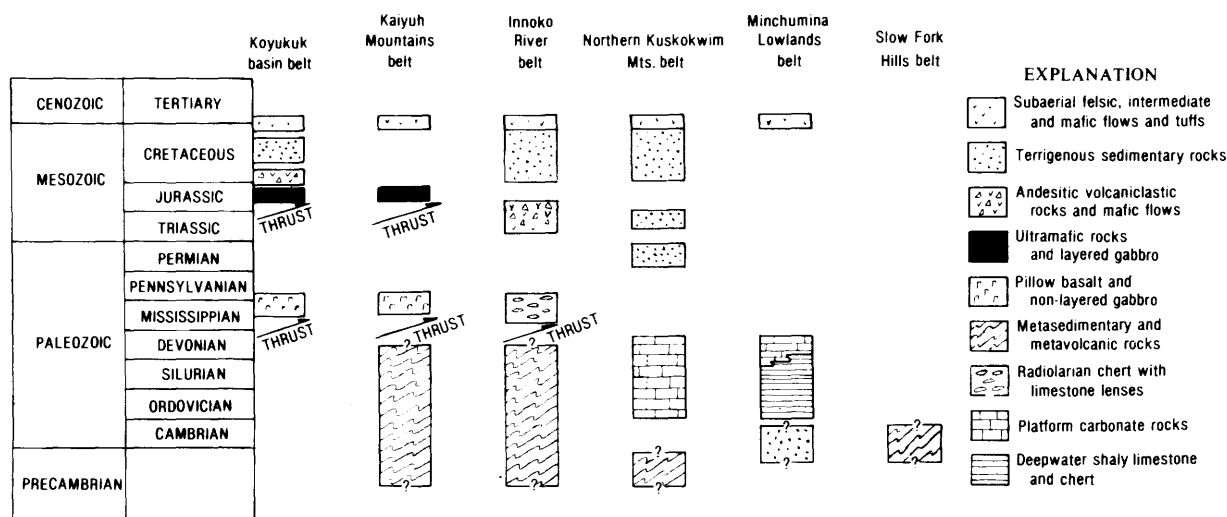 Koyukuk
basin belt
Kaiyuh
Mountains
belt
Innoko
River
belt
Northern Kuskokwim
Mts. belt
Minchumina
Lowlands
belt
Slow Fork
Hills belt
CENOZOIC
TERTIARY
MESOZOIC
CRETACEOUS
JURASSIC
TRIASSIC
PALEOZOIC
PERMIAN
PENNSYLVANIAN
MISSISSIPPIAN
DEVONIAN
SILURIAN
ORDOVICIAN
CAMBRIAN
PRECAMBRIAN
THRUST
THRUST
THRUST
THRUST
THRUST
?
?
?
?
?
?
?
?
?
?
EXPLANATION
Subaerial felsic, intermediate
and mafic flows and tuffs
Terrigenous sedimentary rocks
Andesitic volcaniclastic
rocks and mafic flows
Ultramafic rocks
and layered gabbro
Pillow basalt and
non-layered gabbro
Metasedimentary and
metavolcanic rocks
Radiolarian chert with
limestone lenses
Platform carbonate rocks
Deepwater shaly limestone
and chert